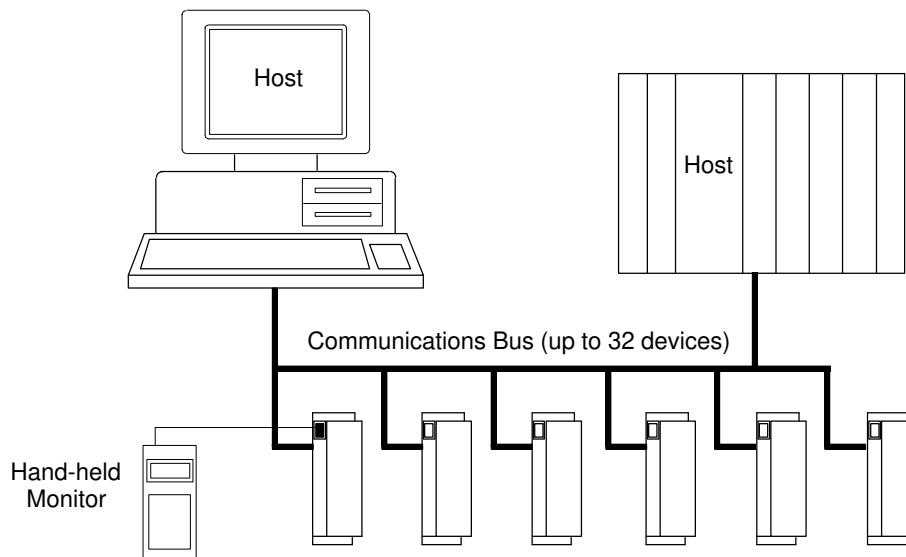 Host
Host
Communications Bus (up to 32 devices)
Hand-held
Monitor